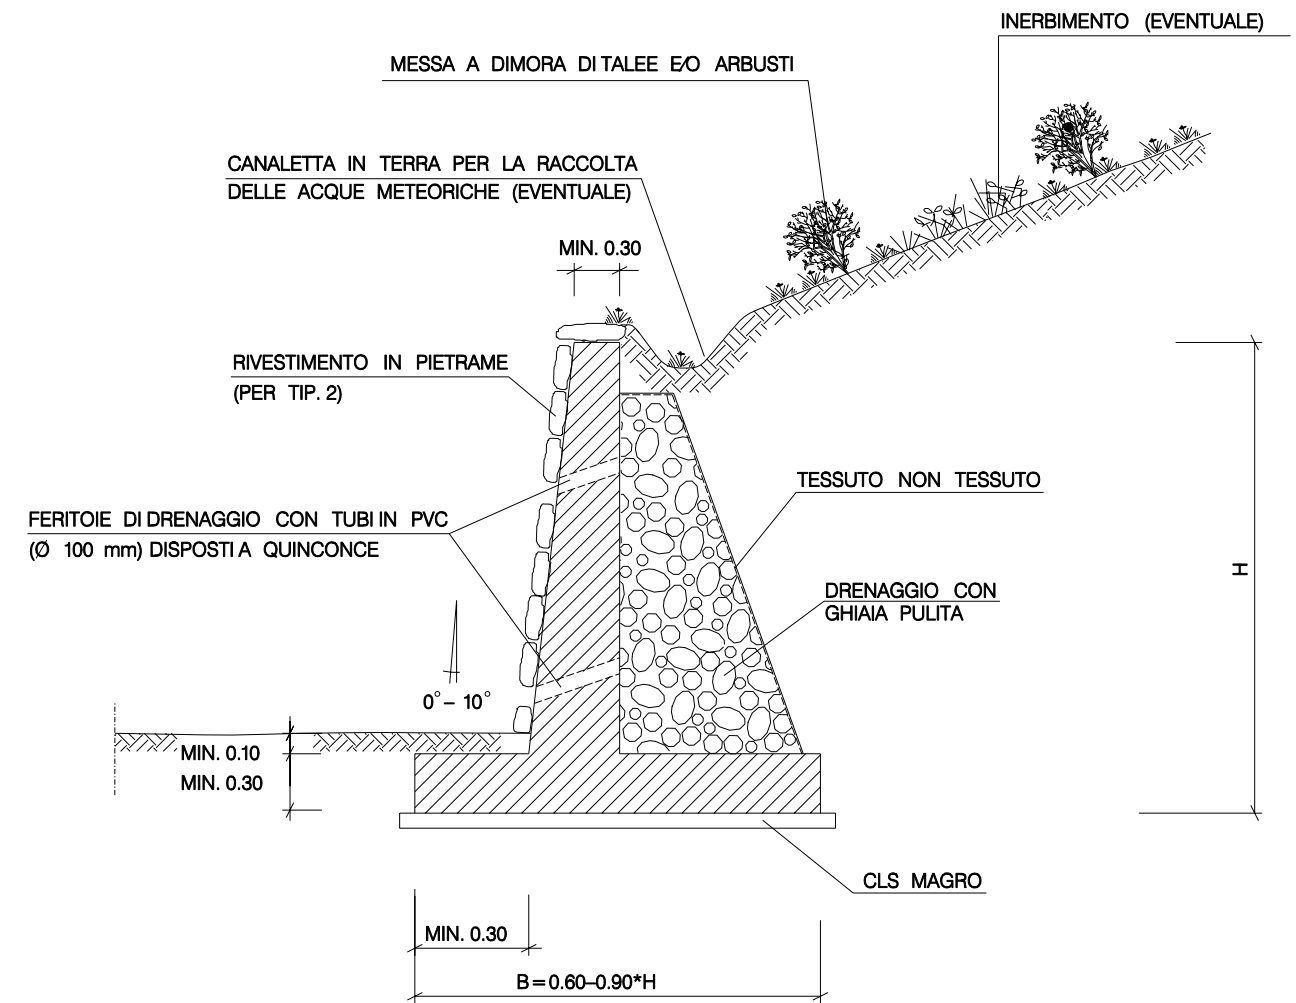 INERBIMENTO (EVENTUALE)
MESSA A DIMORA DI TALEE E/O ARBUSTI
CANALETTA IN TERRA PER LA RACCOLTA
DELLE ACQUE METEORICHE (EVENTUALE)
MIN. 0.30
RIVESTIMENTO IN PIETRAME
(PER TIP. 2)
TESSUTO NON TESSUTO
FERITOIE DI DRENAGGIO CON TUBI IN PVC
(Ø 100 mm) DISPOSTI A QUINCONCE
H
DRENAGGIO CON
GHIAIA PULITA
0°– 10°
MIN. 0.10
MIN. 0.30
CLS MAGRO
MIN. 0.30
B=0.60–0.90*H